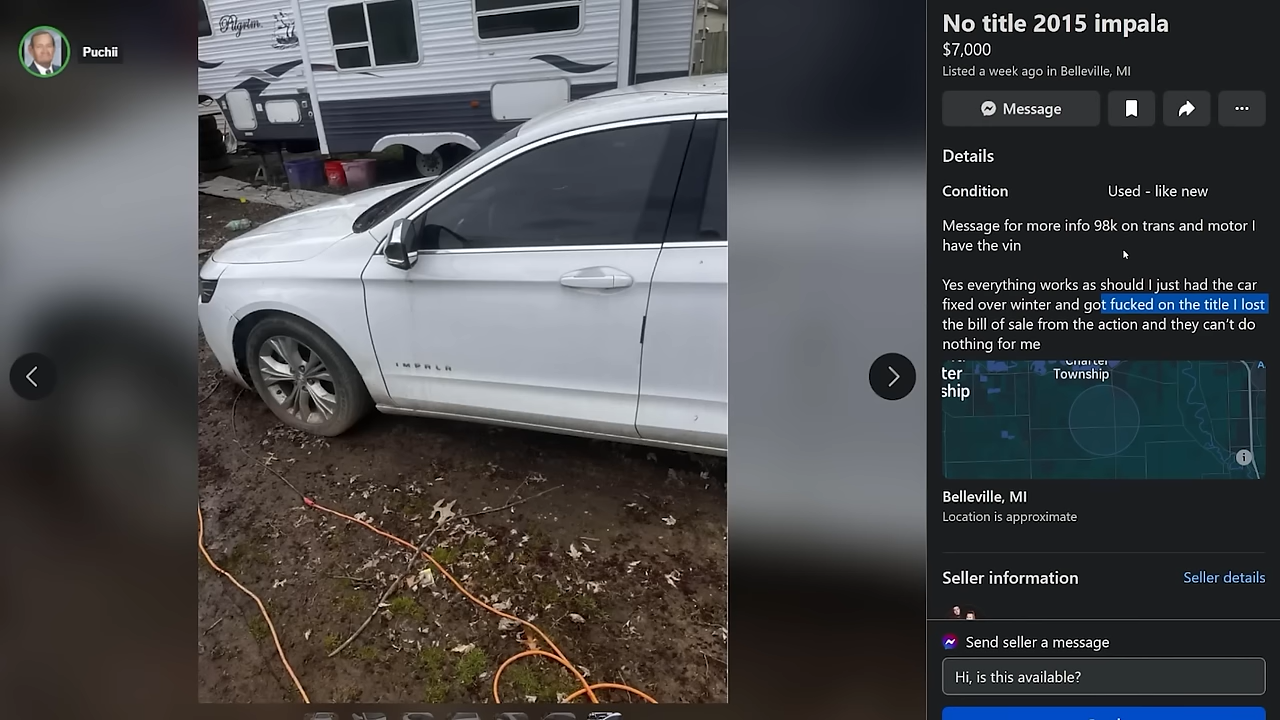 Puchii
Pilgrim
IMPALA
No title 2015 impala
$7,000
Listed a week ago in Belleville, MI
Message
Details
Condition
Used - like new
Message for more info 98k on trans and motor I
have the vin
Yes everything works as should I just had the car
fixed over winter and got fucked on the title I lost
the bill of sale from the action and they can't do
nothing for me
Charter
Township
ter
ship
A
Belleville, MI
Location is approximate
Seller information
Seller details
Send seller a message
Hi, is this available?